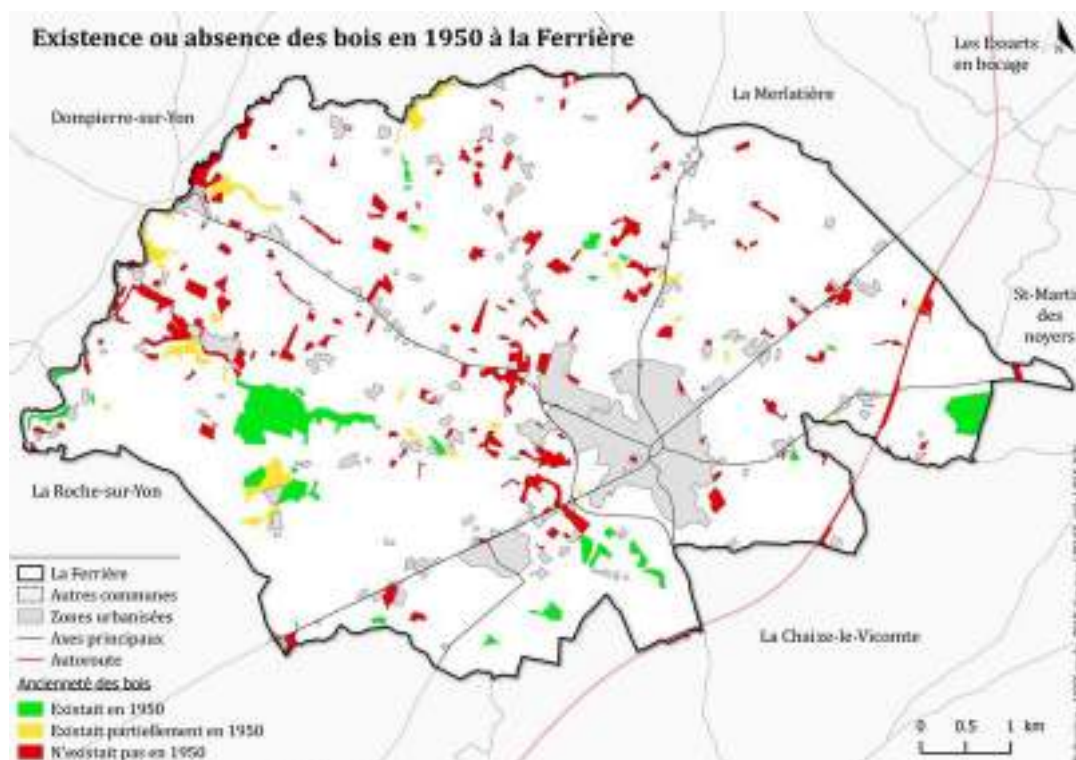 Existence ou absence des bois en 1950 à la Ferrière
Les Essarts
en bocage
N
La Merlatière
Dompierre-sur-Yon
St-Martin
des
noyers
La Roche-sur-Yon
La Chaize-le-Vicomte
La Ferrière
Autres communes
Zones urbanisées
Axes principaux
Autoroute
Ancienneté des bois
Existait en 1950
Existait partiellement en 1950
N'existait pas en 1950
0 0.5 1 km